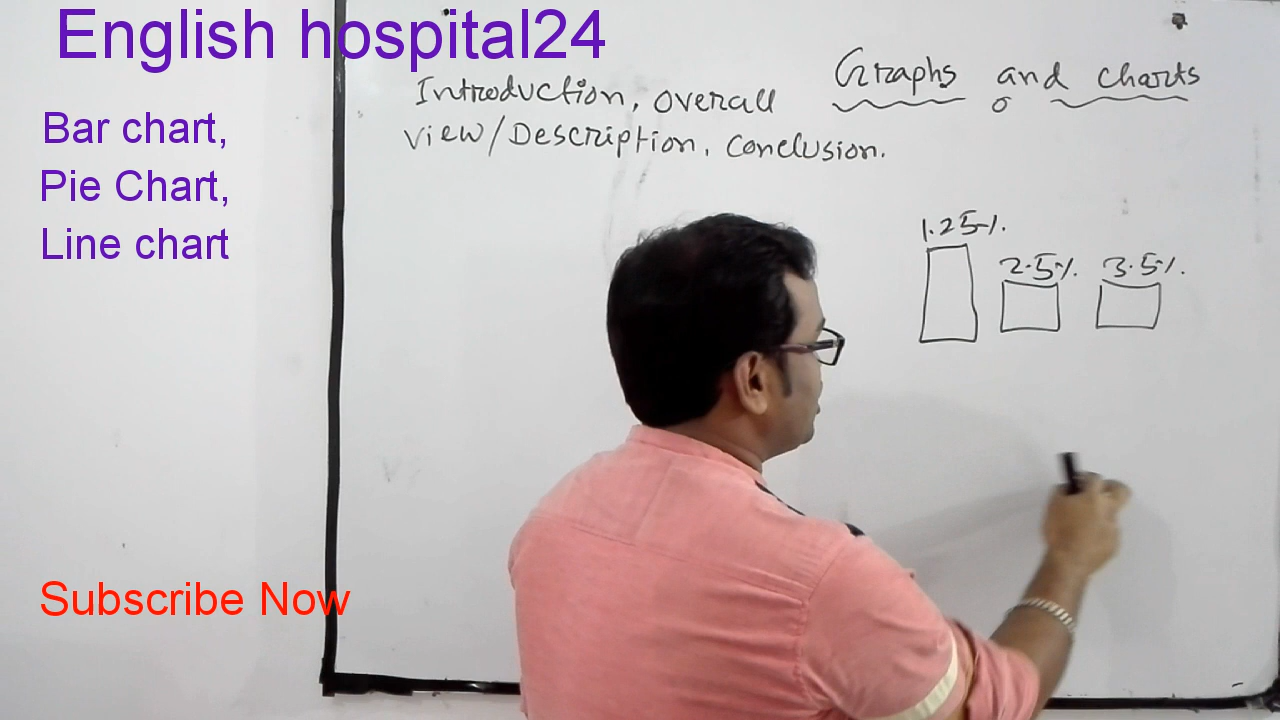 English hospital24
Bar chart,
Pie Chart,
Line chart
Graphs and charts
Introduction, overall
view/Description, conclusion.
1.25%.
2.5%.
3.5%.
Subscribe Now